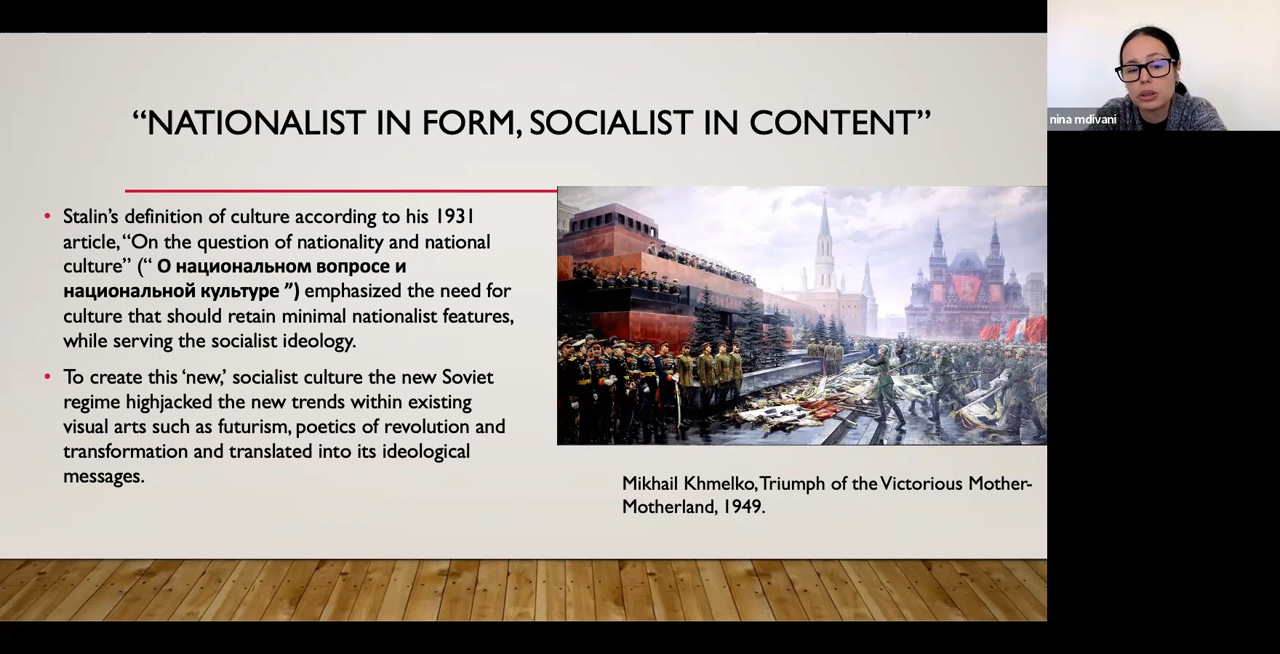 “NATIONALIST IN FORM, SOCIALIST IN CONTENT”
• Stalin’s definition of culture according to his 1931
article, “On the question of nationality and national
culture” (“ О национальном вопросе и
национальной культуре ”) emphasized the need for
culture that should retain minimal nationalist features,
while serving the socialist ideology.
• To create this ‘new,’ socialist culture the new Soviet
regime highjacked the new trends within existing
visual arts such as futurism, poetics of revolution and
transformation and translated into its ideological
messages.
Mikhail Khmelko, Triumph of the Victorious Mother-
Motherland, 1949.
nina mdivani